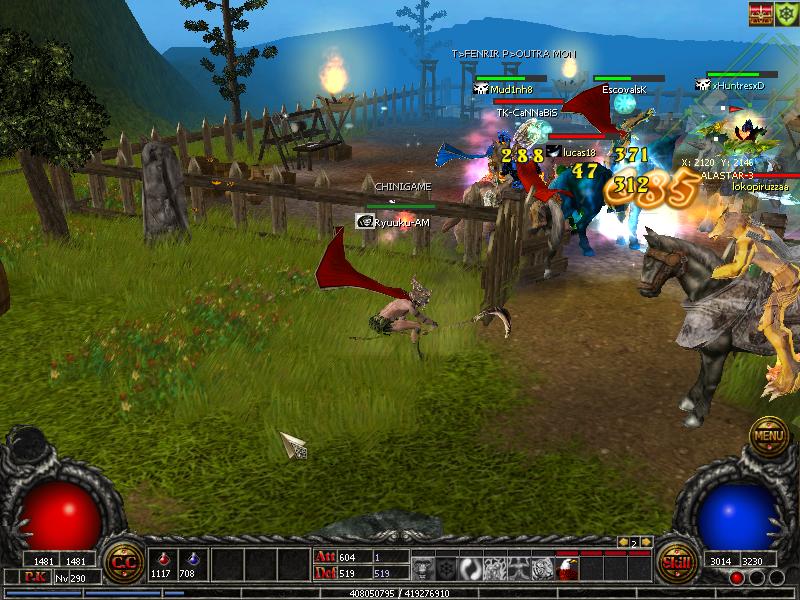 T»FENRIR P»OUTRA MON
Mud1nh8
EscovalsK
xHuntresxD
TK-CaNNaBiS
288
lucas18
371
47
312
685
X: 2120 Y: 2146
ALASTAR-3
lokopiruzzaa
CHINIGAME
Ryuuku-AM
MENU
1481 1481
P.K Nv 290
C.C
1117 708
Att 604 1
Def 519 519
2
Skill
3014 3230
408050795 / 419276910